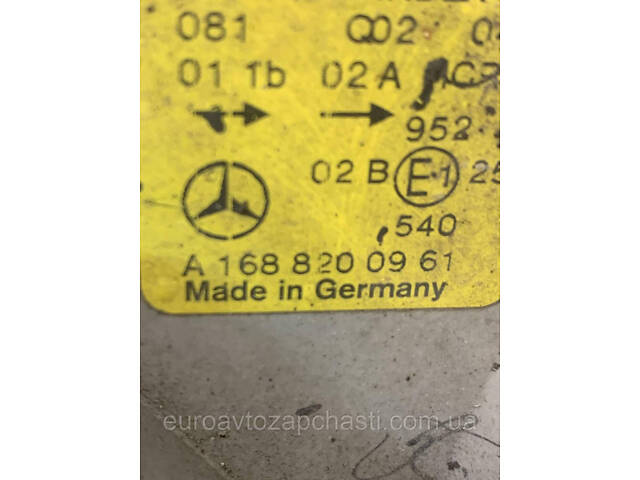 081 Q02
01 1b 02A
952
02 B E1 25
540
A 168 820 09 61
Made in Germany
euroavtozapchasti.com.ua